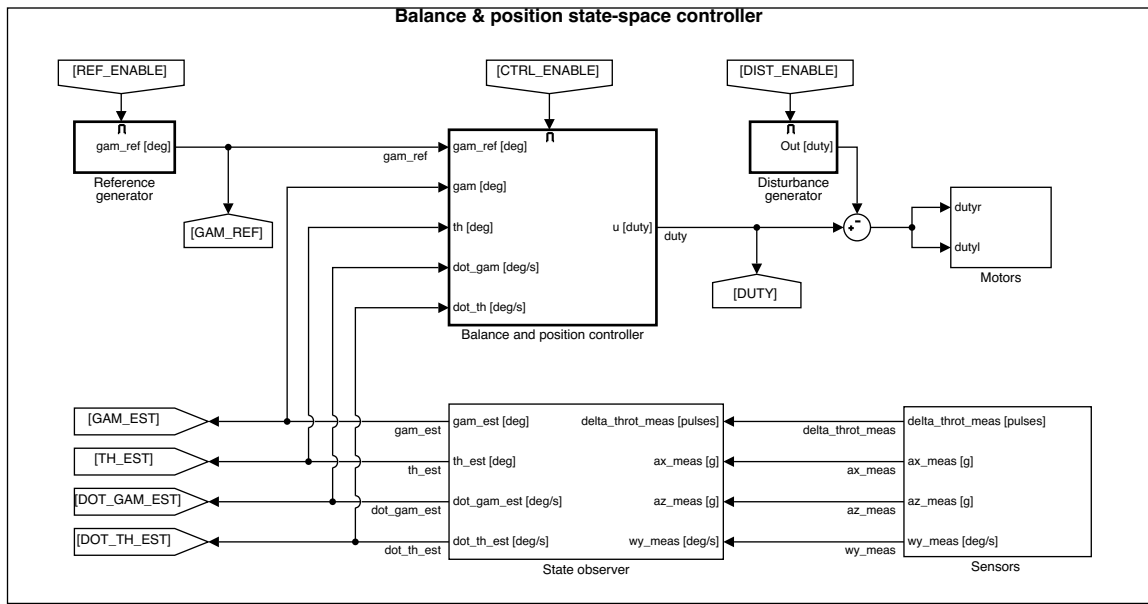 Balance & position state-space controller
[REF_ENABLE]
[CTRL_ENABLE]
[DIST_ENABLE]
gam_ref [deg]
Reference
generator
gam_ref
[GAM_REF]
gam_ref [deg]
gam [deg]
th [deg]
dot_gam [deg/s]
dot_th [deg/s]
u [duty]
Balance and position controller
duty
[DUTY]
Out [duty]
Disturbance
generator
+ -
dutyr
dutyl
Motors
[GAM_EST]
[TH_EST]
[DOT_GAM_EST]
[DOT_TH_EST]
gam_est
th_est
dot_gam_est
dot_th_est
gam_est [deg]
th_est [deg]
dot_gam_est [deg/s]
dot_th_est [deg/s]
delta_throt_meas [pulses]
ax_meas [g]
az_meas [g]
wy_meas [deg/s]
State observer
delta_throt_meas
ax_meas
az_meas
wy_meas
delta_throt_meas [pulses]
ax_meas [g]
az_meas [g]
wy_meas [deg/s]
Sensors